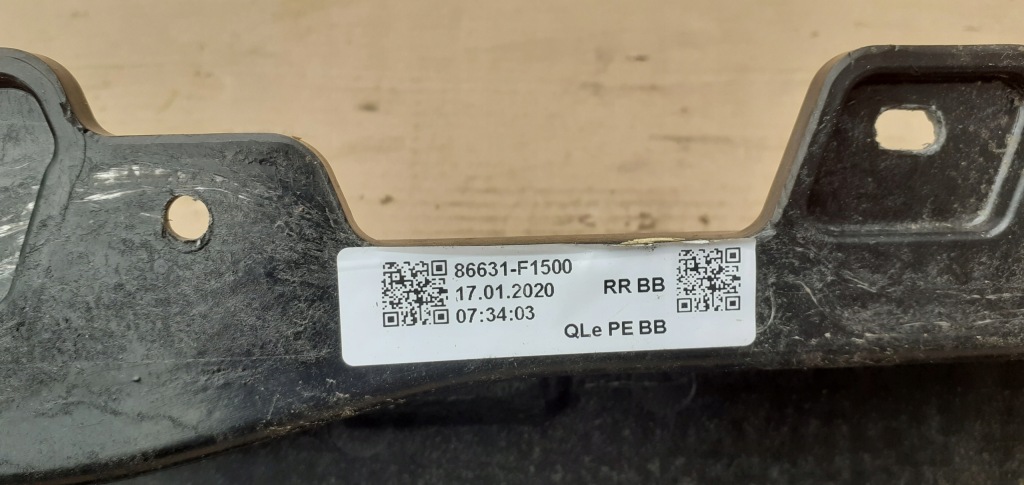 86631-F1500
17.01.2020
RR BB
07:34:03
QLe PE BB